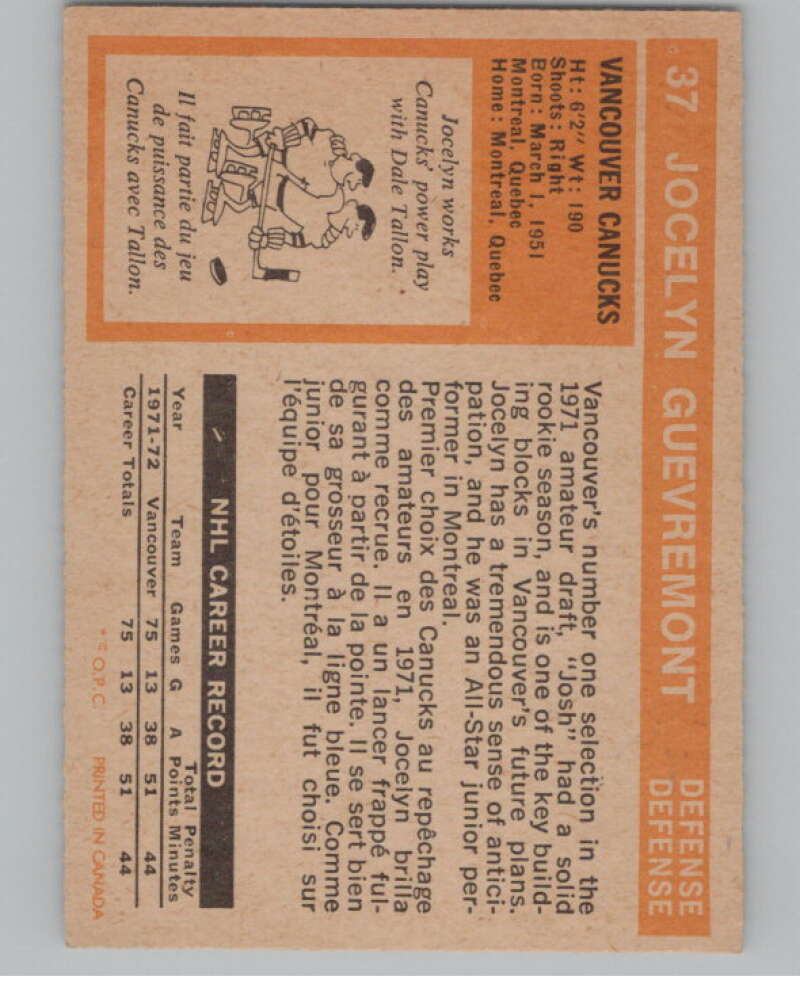 37 JOCELYN GUEVREMONT
DEFENSE
DEFENSE
VANCOUVER CANUCKS
Ht: 6'2" Wt: 190
Shoots: Right
Born: March 1, 1951
Montreal, Quebec
Home: Montreal, Quebec
Jocelyn works
Canucks' power play
with Dale Tallon.
Il fait partie du jeu
de puissance des
Canucks avec Tallon.
Vancouver's number one selection in the
1971 amateur draft, "Josh" had a solid
rookie season, and is one of the key build-
ing blocks in Vancouver's future plans.
Jocelyn has a tremendous sense of antici-
pation, and he was an All-Star junior per-
former in Montreal.
Premier choix des Canucks au repêchage
des amateurs en 1971, Jocelyn brilla
comme recrue. Il a un lancer frappé ful-
gurant à partir de la pointe. Il se sert bien
de sa grosseur à la ligne bleue. Comme
junior pour Montréal, il fut choisi sur
l'équipe d'étoiles.
NHL CAREER RECORD
Total Penalty
Year Team Games G A Points Minutes
1971-72 Vancouver 75 13 38 51 44
Career Totals 75 13 38 51 44
O.P.C. PRINTED IN CANADA